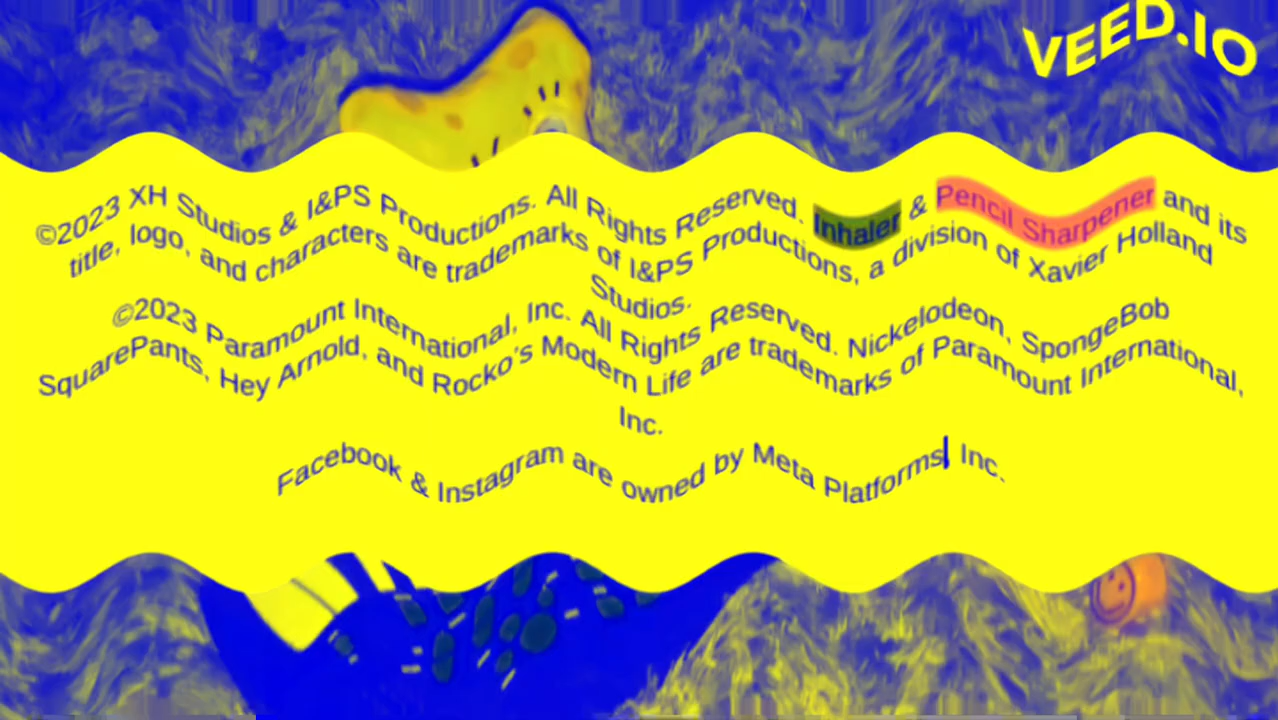 VEED.IO
©2023 XH Studios & I&PS Productions. All Rights Reserved. Inhaler & Pencil Sharpener and its
title, logo, and characters are trademarks of I&PS Productions, a division of Xavier Holland
Studios.
©2023 Paramount International, Inc. All Rights Reserved. Nickelodeon, SpongeBob
SquarePants, Hey Arnold, and Rocko's Modern Life are trademarks of Paramount International,
Inc.
Facebook & Instagram are owned by Meta Platforms, Inc.